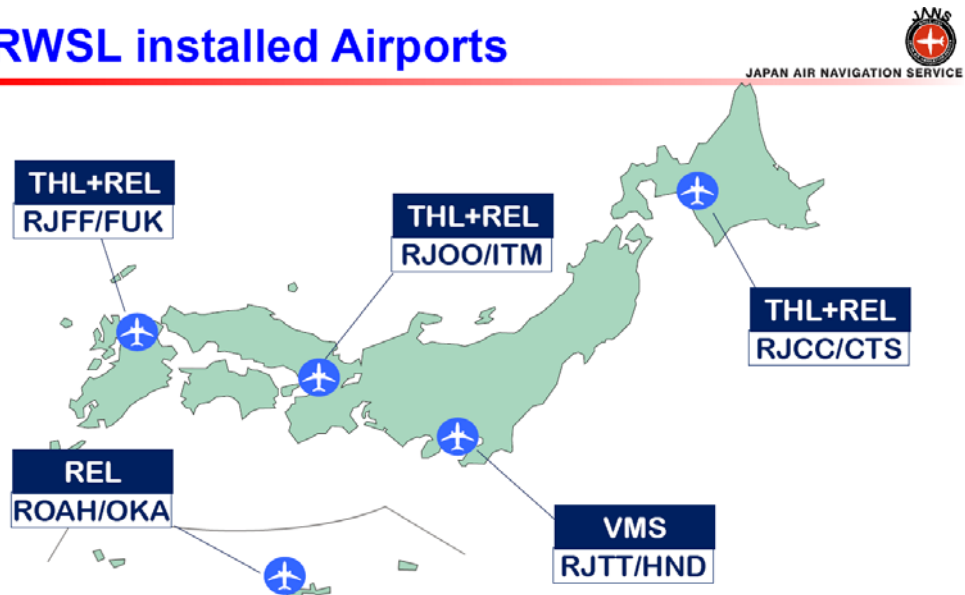 RWSL installed Airports
JANS
JAPAN AIR NAVIGATION SERVICE
THL+REL
RJFF/FUK
THL+REL
RJOO/ITM
THL+REL
RJCC/CTS
REL
ROAH/OKA
VMS
RJTT/HND